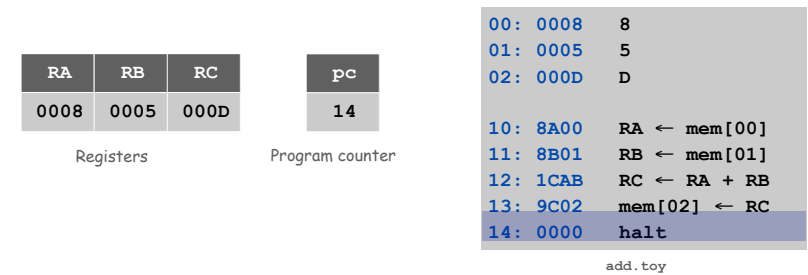 RA RB RC
0008 0005 000D
Registers
pc
14
Program counter
00: 0008 8
01: 0005 5
02: 000D D
10: 8A00 RA ← mem[00]
11: 8B01 RB ← mem[01]
12: 1CAB RC ← RA + RB
13: 9C02 mem[02] ← RC
14: 0000 halt
add.toy